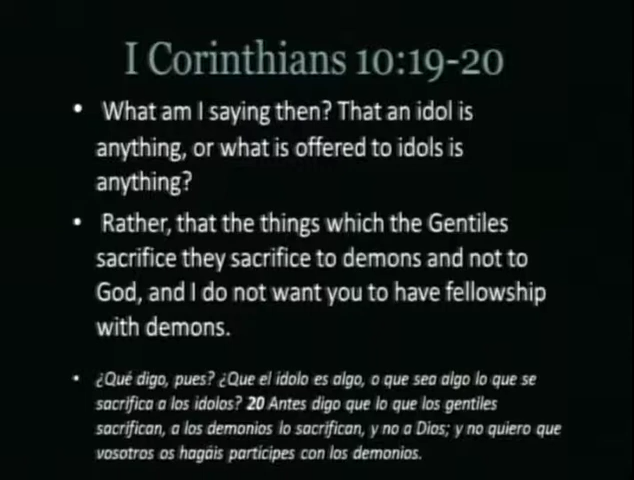 I Corinthians 10:19-20
• What am I saying then? That an idol is
anything, or what is offered to idols is
anything?
• Rather, that the things which the Gentiles
sacrifice they sacrifice to demons and not to
God, and I do not want you to have fellowship
with demons.
• ¿Qué digo, pues? ¿Que el ídolo es algo, o que sea algo lo que se
sacrifica a los ídolos? 20 Antes digo que lo que los gentiles
sacrifican, a los demonios lo sacrifican, y no a Dios; y no quiero que
vosotros os hagáis partícipes con los demonios.